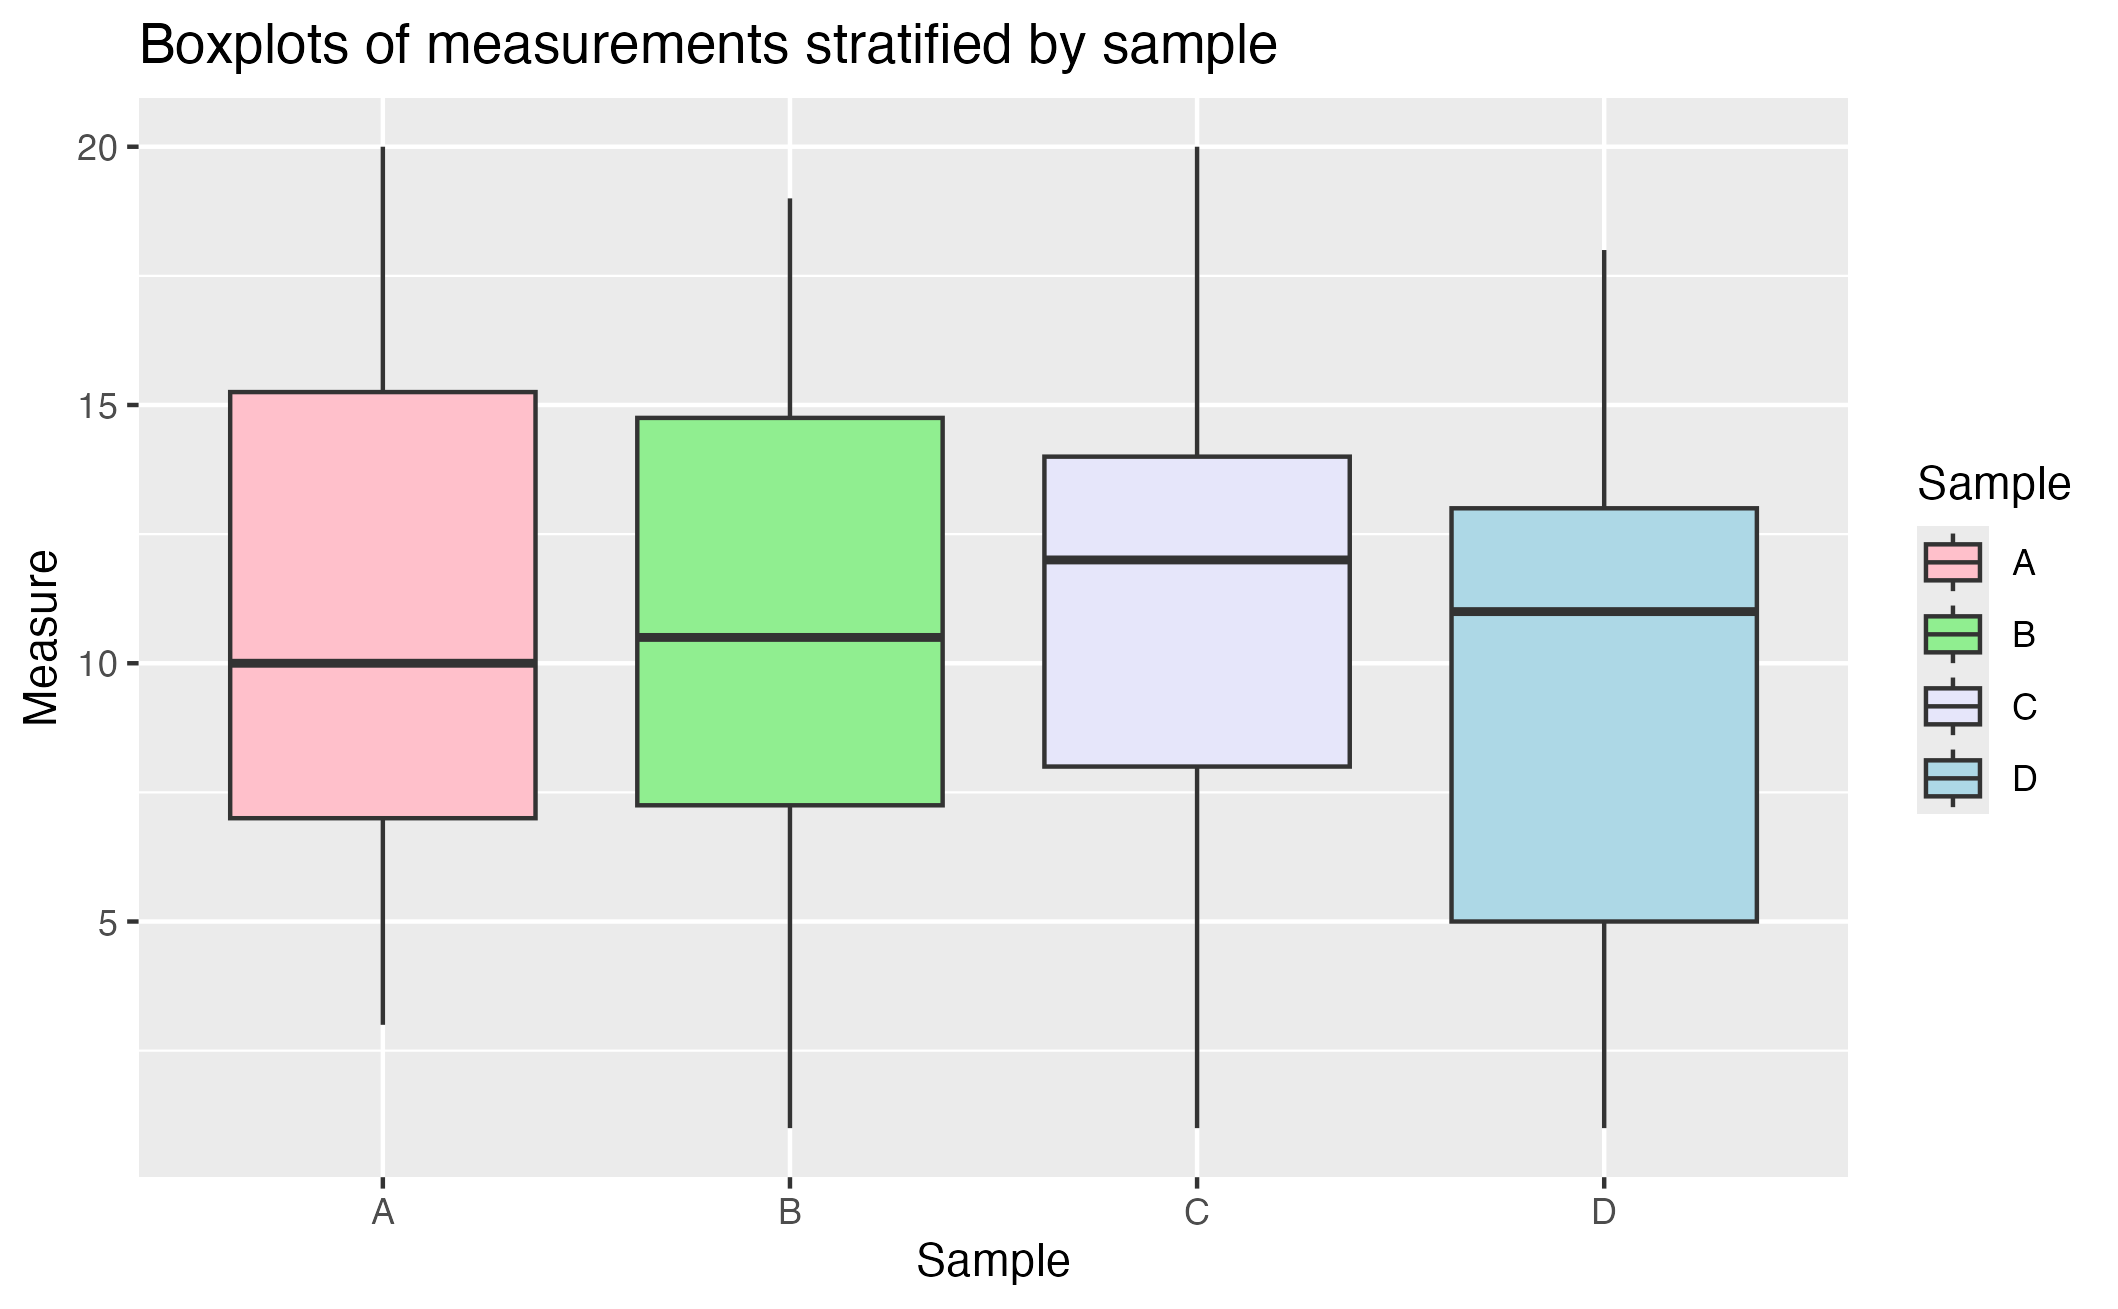 Boxplots of measurements stratified by sample
20
15
10
5
Measure
A B C D
Sample
Sample
A
B
C
D